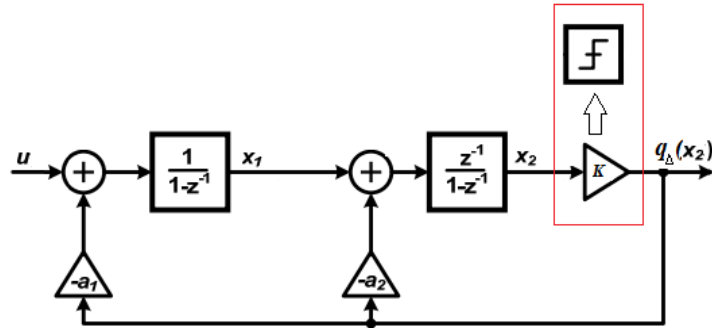 u
+
1
1-z⁻¹
x₁
+
z⁻¹
1-z⁻¹
x₂
K
q_Δ(x₂)
-a₁
-a₂